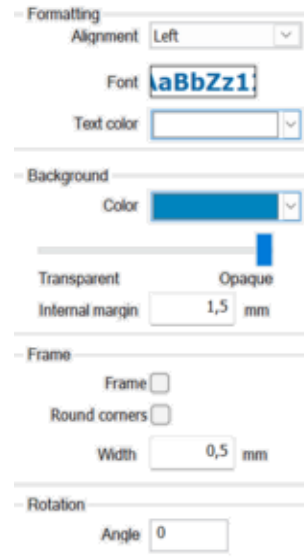 Formatting
Alignment Left
Font AaBbZz1
Text color
Background
Color
Transparent Opaque
Internal margin 1,5 mm
Frame
Frame
Round corners
Width 0,5 mm
Rotation
Angle 0